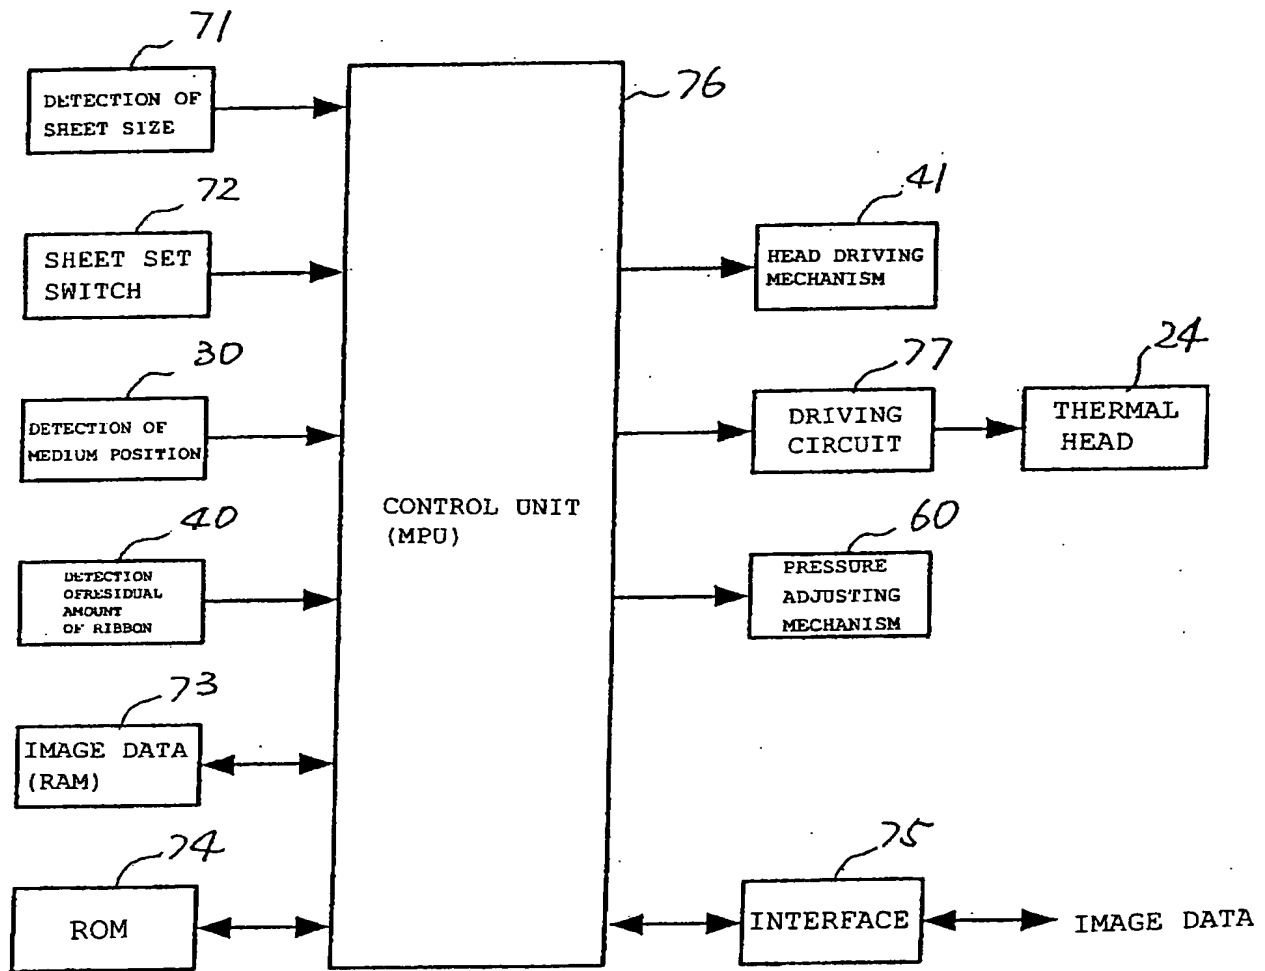 71
DETECTION OF
SHEET SIZE
76
72
SHEET SET
SWITCH
41
HEAD DRIVING
MECHANISM
30
DETECTION OF
MEDIUM POSITION
77
DRIVING
CIRCUIT
24
THERMAL
HEAD
CONTROL UNIT
(MPU)
40
DETECTION
OFRESIDUAL
AMOUNT
OF RIBBON
60
PRESSURE
ADJUSTING
MECHANISM
73
IMAGE DATA
(RAM)
74
ROM
75
INTERFACE
IMAGE DATA